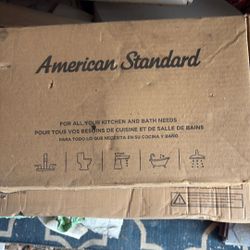 American Standard
FOR ALL YOUR KITCHEN AND BATH NEEDS
POUR TOUS VOS BESOINS DE CUISINE ET DE SALLE DE BAINS
PARA TODO LO QUE NECESITA EN SU COCINA Y BAÑO